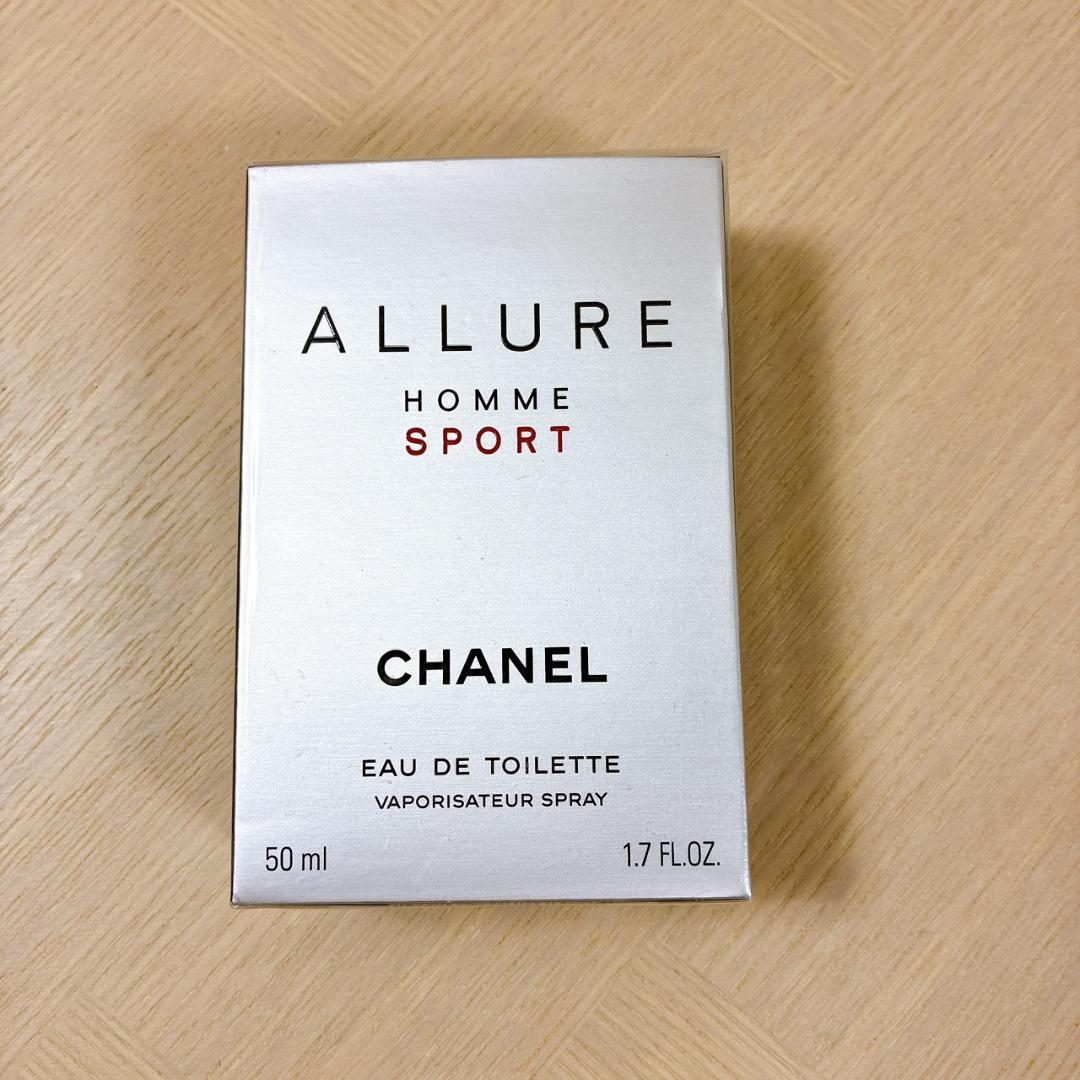 ALLURE
HOMME
SPORT
CHANEL
EAU DE TOILETTE
VAPORISATEUR SPRAY
50 ml 1.7 FL.OZ.